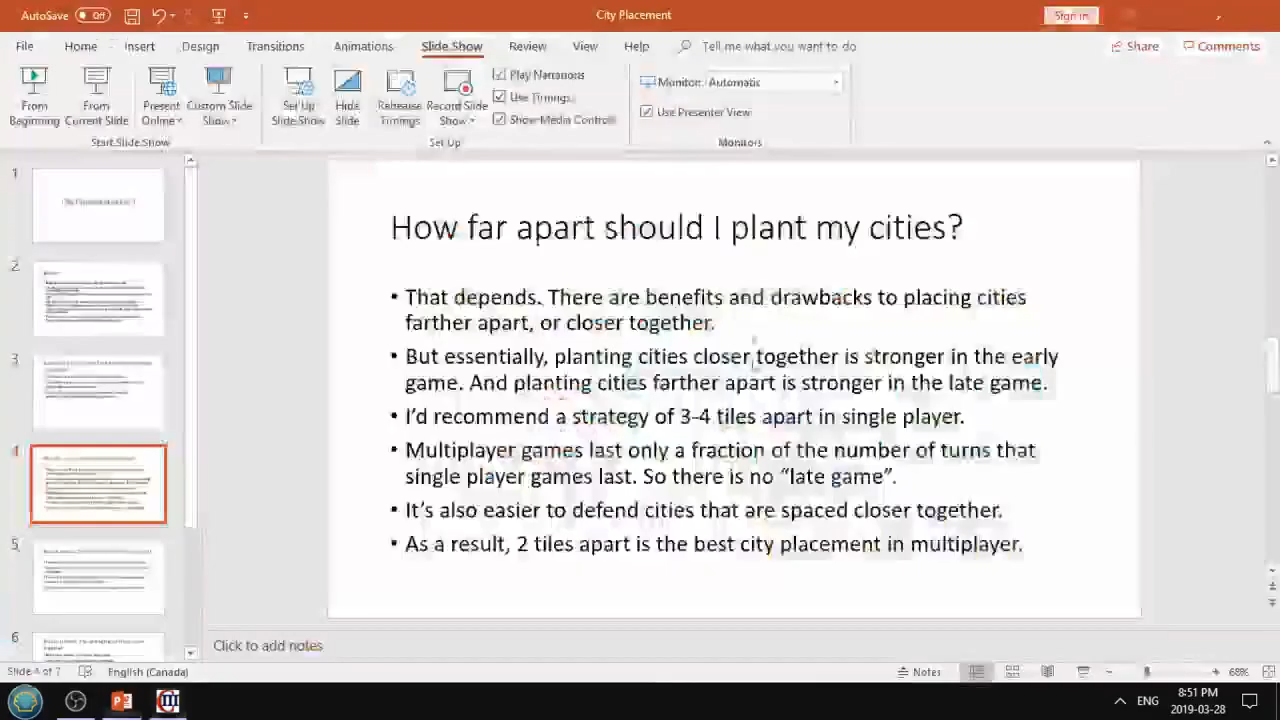 AutoSave Off City Placement Sign in
File Home Insert Design Transitions Animations Slide Show Review View Help Tell me what you want to do Share Comments
From Beginning
From Current Slide
Present Online
Custom Slide Show
Set Up Slide Show
Hide Slide
Rehearse Timings
Record Slide Show
Play Narrations
Use Timings
Show Media Controls
Monitor: Automatic
Use Presenter View
Start Slide Show Set Up Monitors
1
2
3
4
5
6
How far apart should I plant my cities?
• That depends. There are benefits and drawbacks to placing cities
farther apart, or closer together.
• But essentially, planting cities closer together is stronger in the early
game. And planting cities farther apart is stronger in the late game.
• I'd recommend a strategy of 3-4 tiles apart in single player.
• Multiplayer games last only a fraction of the number of turns that
single player games last. So there is no "late game".
• It's also easier to defend cities that are spaced closer together.
• As a result, 2 tiles apart is the best city placement in multiplayer.
Click to add notes
Slide 4 of 7 English (Canada) Notes 68%
ENG 8:51 PM
2019-03-28